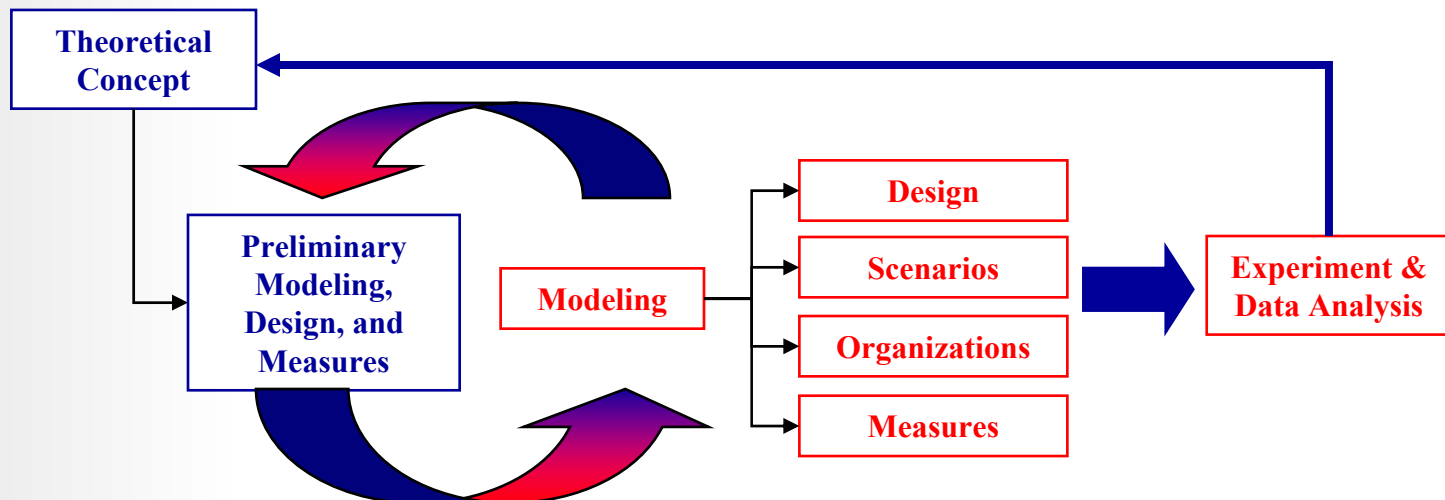 Theoretical
Concept
Preliminary
Modeling,
Design, and
Measures
Modeling
Design
Scenarios
Organizations
Measures
Experiment &
Data Analysis